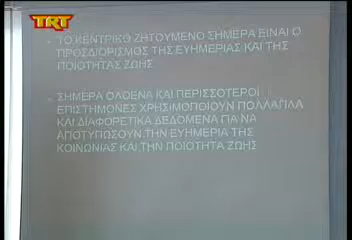 TRT
ΤΟ ΚΕΝΤΡΙΚΟ ΖΗΤΟΥΜΕΝΟ ΣΗΜΕΡΑ ΕΙΝΑΙ Ο
ΠΡΟΣΔΙΟΡΙΣΜΟΣ ΤΗΣ ΕΥΗΜΕΡΙΑΣ ΚΑΙ ΤΗΣ
ΠΟΙΟΤΗΤΑΣ ΖΩΗΣ
ΣΗΜΕΡΑ ΟΛΟΕΝΑ ΚΑΙ ΠΕΡΙΣΣΟΤΕΡΟΙ
ΕΠΙΣΤΗΜΟΝΕΣ ΧΡΗΣΙΜΟΠΟΙΟΥΝ ΠΟΛΛΑΠΛΑ
ΚΑΙ ΔΙΑΦΟΡΕΤΙΚΑ ΔΕΔΟΜΕΝΑ ΓΙΑ ΝΑ
ΑΠΟΤΥΠΩΣΟΥΝ ΤΗΝ ΕΥΗΜΕΡΙΑ ΤΗΣ
ΚΟΙΝΩΝΙΑΣ ΚΑΙ ΤΗΝ ΠΟΙΟΤΗΤΑ ΖΩΗΣ